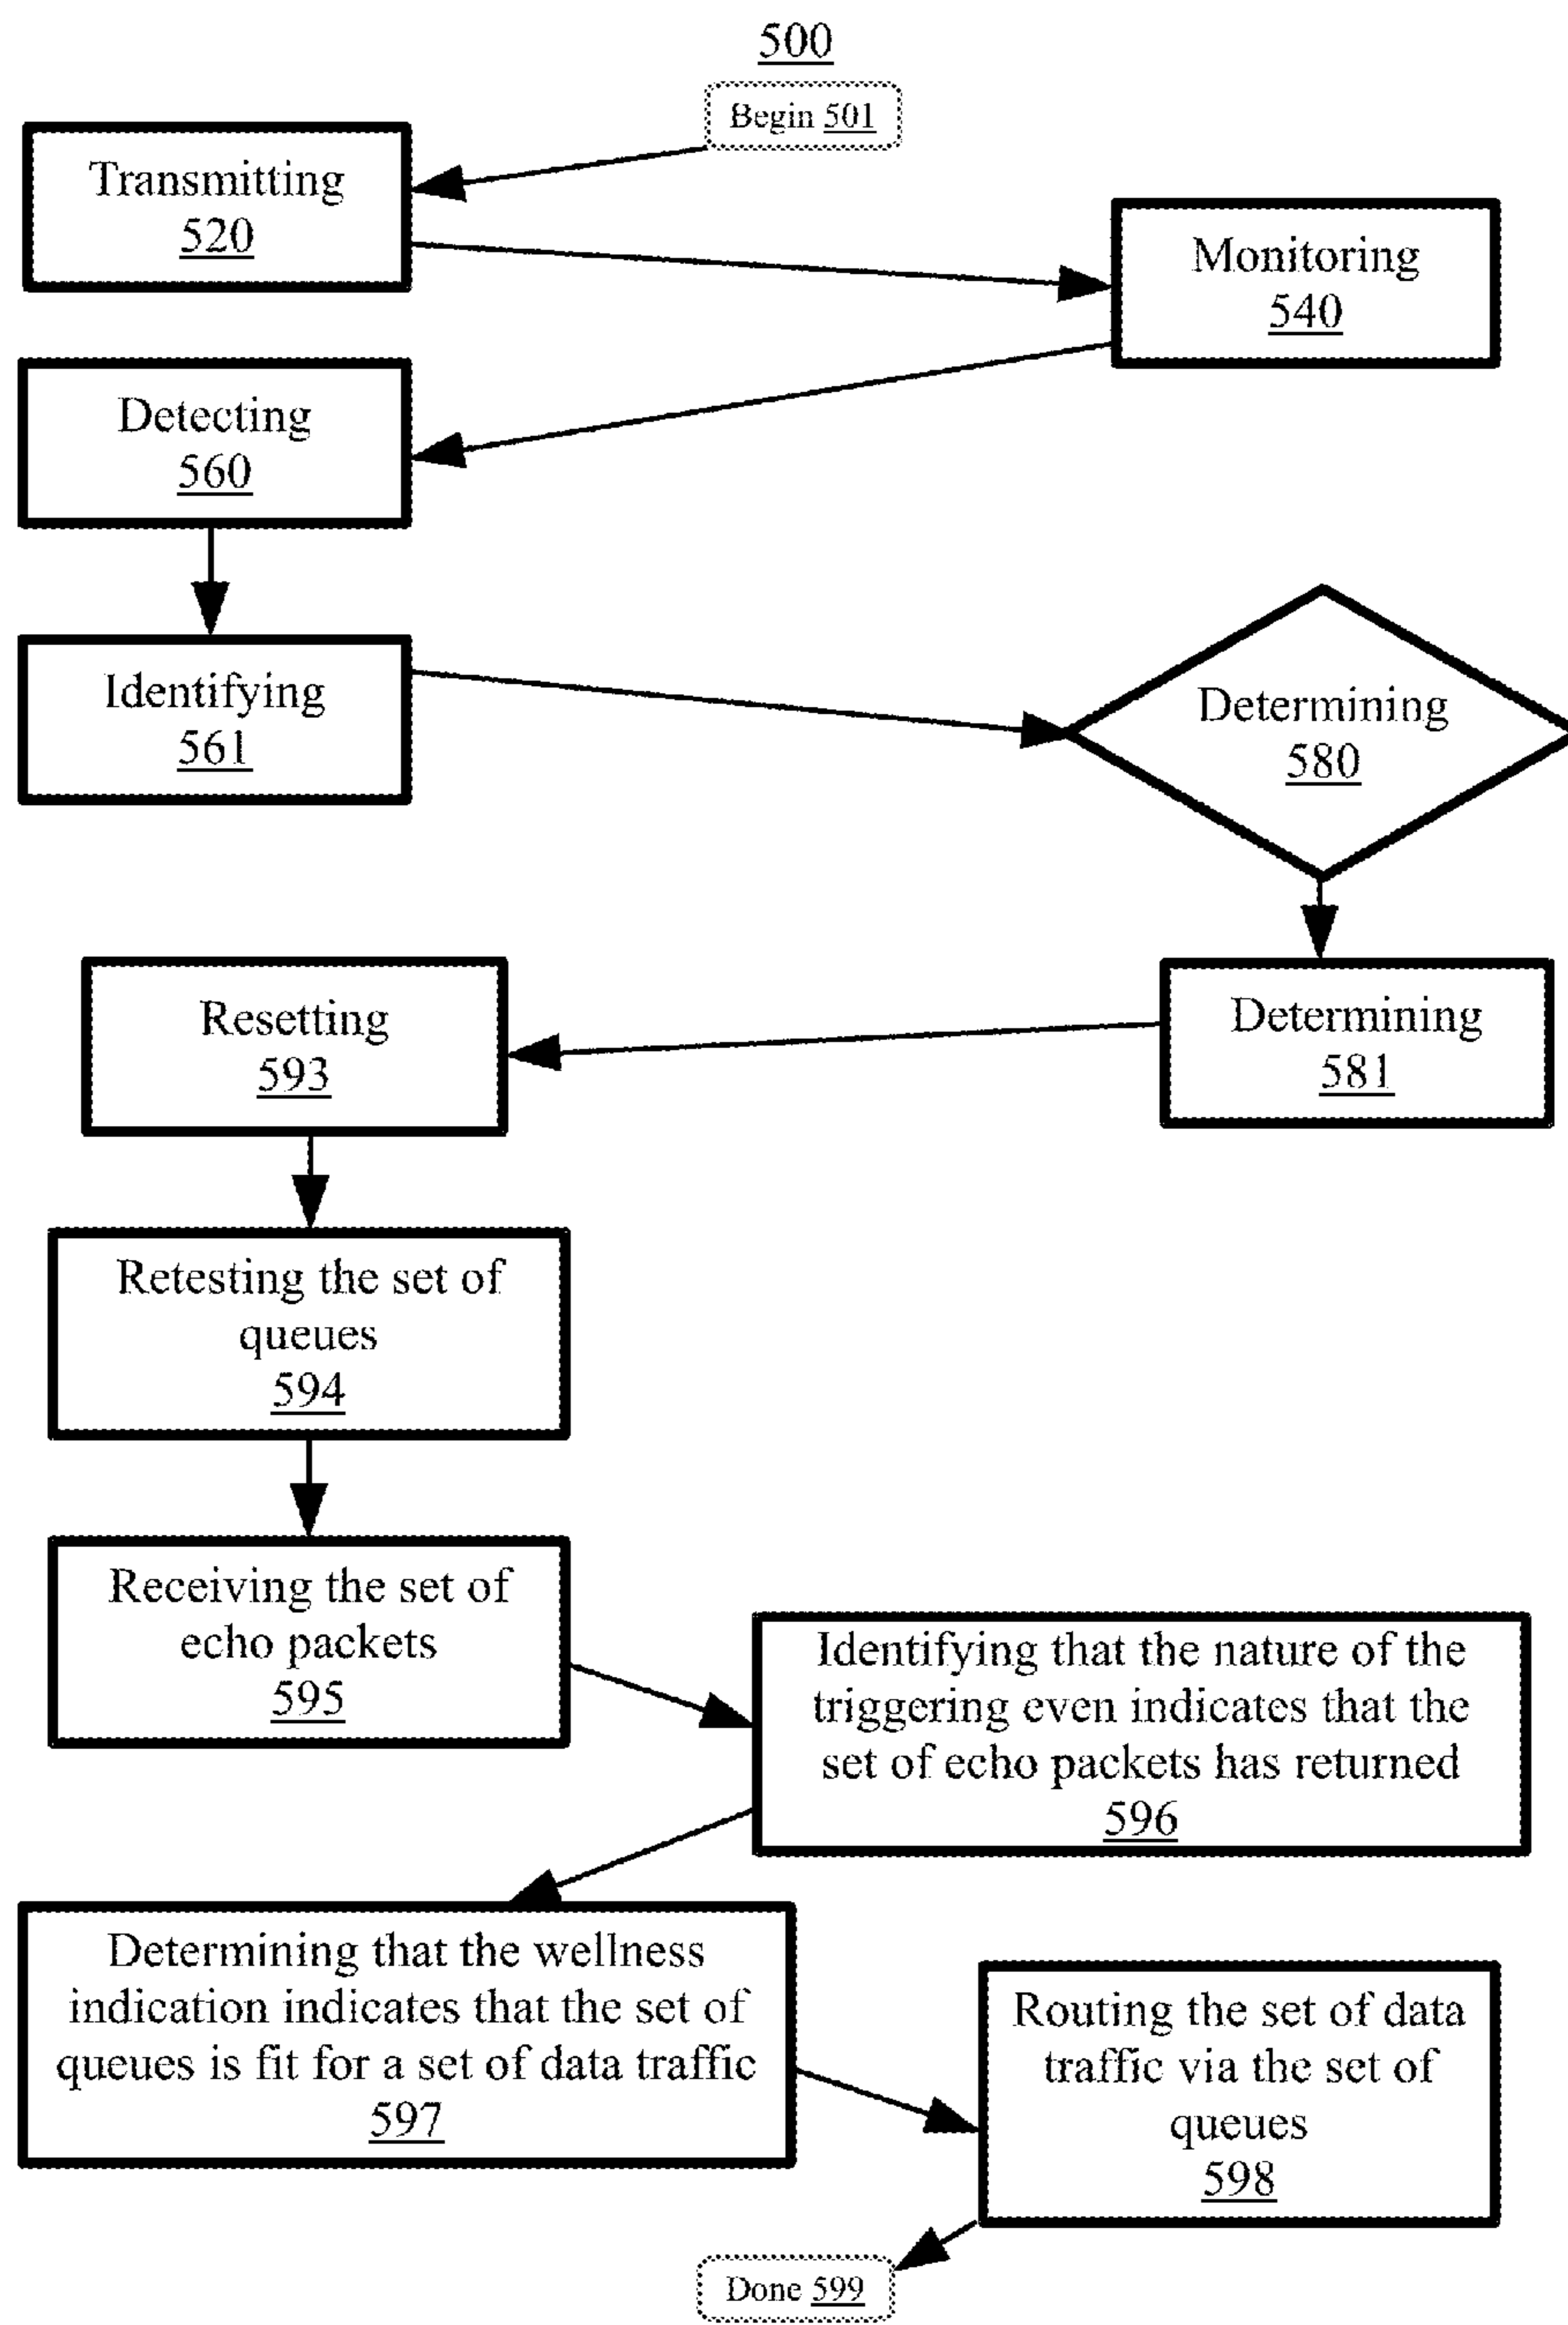 500
Begin 501
Transmitting
520
Monitoring
540
Detecting
560
Identifying
561
Determining
580
Determining
581
Resetting
593
Retesting the set of
queues
594
Receiving the set of
echo packets
595
Identifying that the nature of the
triggering even indicates that the
set of echo packets has returned
596
Determining that the wellness
indication indicates that the set of
queues is fit for a set of data traffic
597
Routing the set of data
traffic via the set of
queues
598
Done 599